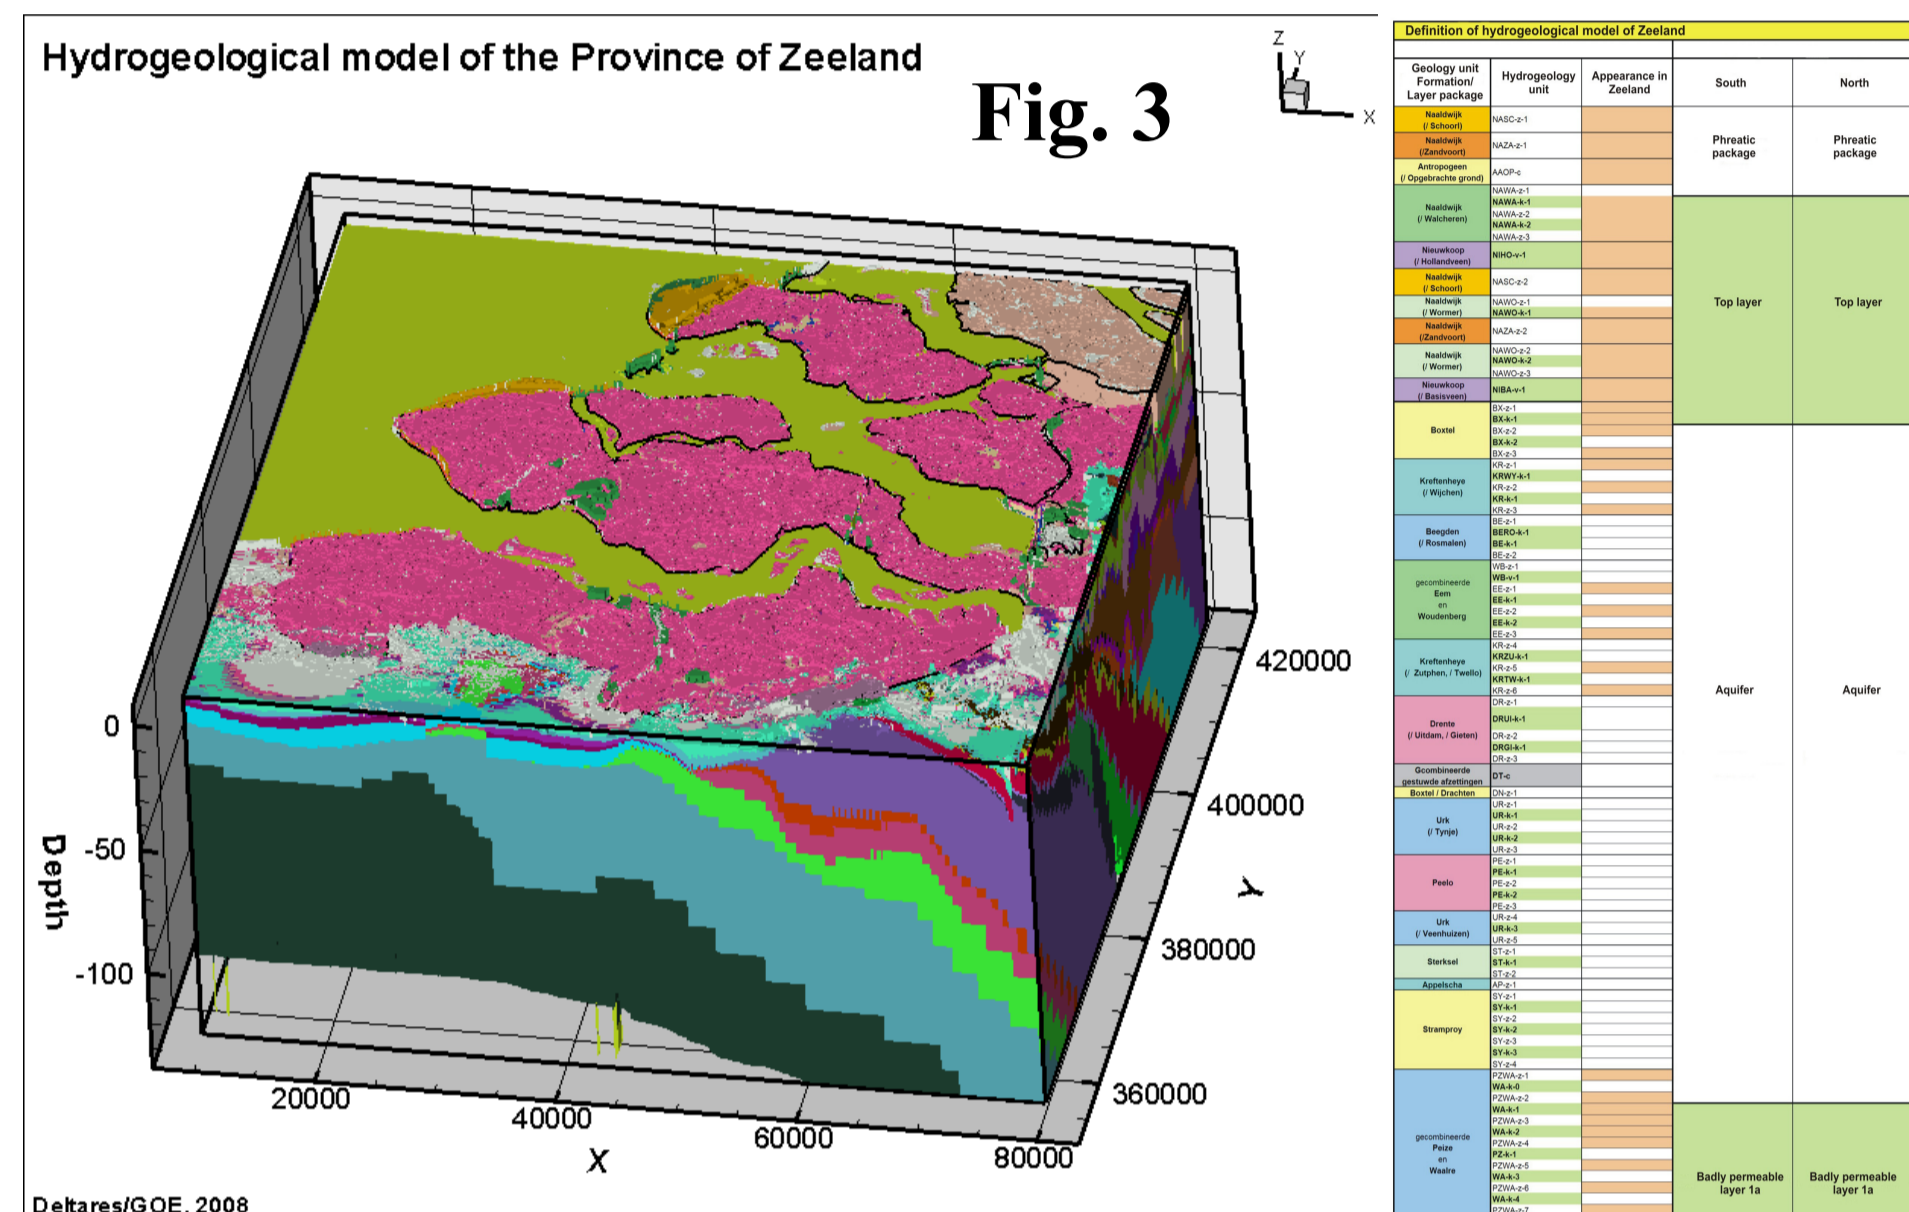 Hydrogeological model of the Province of Zeeland
Fig. 3
Z
Y
X
0
-50
-100
Depth
20000
40000
60000
80000
X
420000
400000
380000
360000
Y
Deltares/GOE, 2008
Definition of hydrogeological model of Zeeland
Geology unit
Formation/
Layer package
Hydrogeology
unit
Appearance in
Zeeland
South
North
Naaldwijk
(/ Schoorl)
NASC-z-1
Phreatic
package
Phreatic
package
Naaldwijk
(/Zandvoort)
NAZA-z-1
Antropogeen
(/ Opgebrachte grond)
AAOP-c
Naaldwijk
(/ Walcheren)
NAWA-z-1
NAWA-k-1
NAWA-z-2
NAWA-k-2
NAWA-z-3
Nieuwkoop
(/ Hollandveen)
NIHO-v-1
Naaldwijk
(/ Schoorl)
NASC-z-2
Top layer
Top layer
Naaldwijk
(/ Wormer)
NAWO-z-1
NAWO-k-1
Naaldwijk
(/Zandvoort)
NAZA-z-2
Naaldwijk
(/ Wormer)
NAWO-z-2
NAWO-k-2
NAWO-z-3
Nieuwkoop
(/ Basisveen)
NIBA-v-1
Boxtel
BX-z-1
BX-k-1
BX-z-2
BX-k-2
BX-z-3
Kreftenheye
(/ Wijchen)
KR-z-1
KRWY-k-1
KR-z-2
KR-k-1
KR-z-3
Beegden
(/ Rosmalen)
BE-z-1
BERO-k-1
BE-k-1
BE-z-2
gecombineerde
Eem
en
Woudenberg
WB-z-1
WB-v-1
EE-z-1
EE-k-1
EE-z-2
EE-k-2
EE-z-3
Kreftenheye
(/ Zutphen, / Twello)
KR-z-4
KRZU-k-1
KR-z-5
KRTW-k-1
KR-z-6
Aquifer
Aquifer
Drente
(/ Uitdam, / Gieten)
DR-z-1
DRUI-k-1
DR-z-2
DRGI-k-1
DR-z-3
Gcombineerde
gestuwde afzettingen
DT-c
Boxtel / Drachten
DN-z-1
Urk
(/ Tynje)
UR-z-1
UR-k-1
UR-z-2
UR-k-2
UR-z-3
Peelo
PE-z-1
PE-k-1
PE-z-2
PE-k-2
PE-z-3
Urk
(/ Veenhuizen)
UR-z-4
UR-k-3
UR-z-5
Sterksel
ST-z-1
ST-k-1
ST-z-2
Appelscha
AP-z-1
Stramproy
SY-z-1
SY-k-1
SY-z-2
SY-k-2
SY-z-3
SY-k-3
SY-z-4
gecombineerde
Peize
en
Waalre
PZWA-z-1
WA-k-0
PZWA-z-2
WA-k-1
PZWA-z-3
WA-k-2
PZWA-z-4
PZ-k-1
PZWA-z-5
WA-k-3
PZWA-z-6
WA-k-4
PZWA-z-7
Badly permeable
layer 1a
Badly permeable
layer 1a